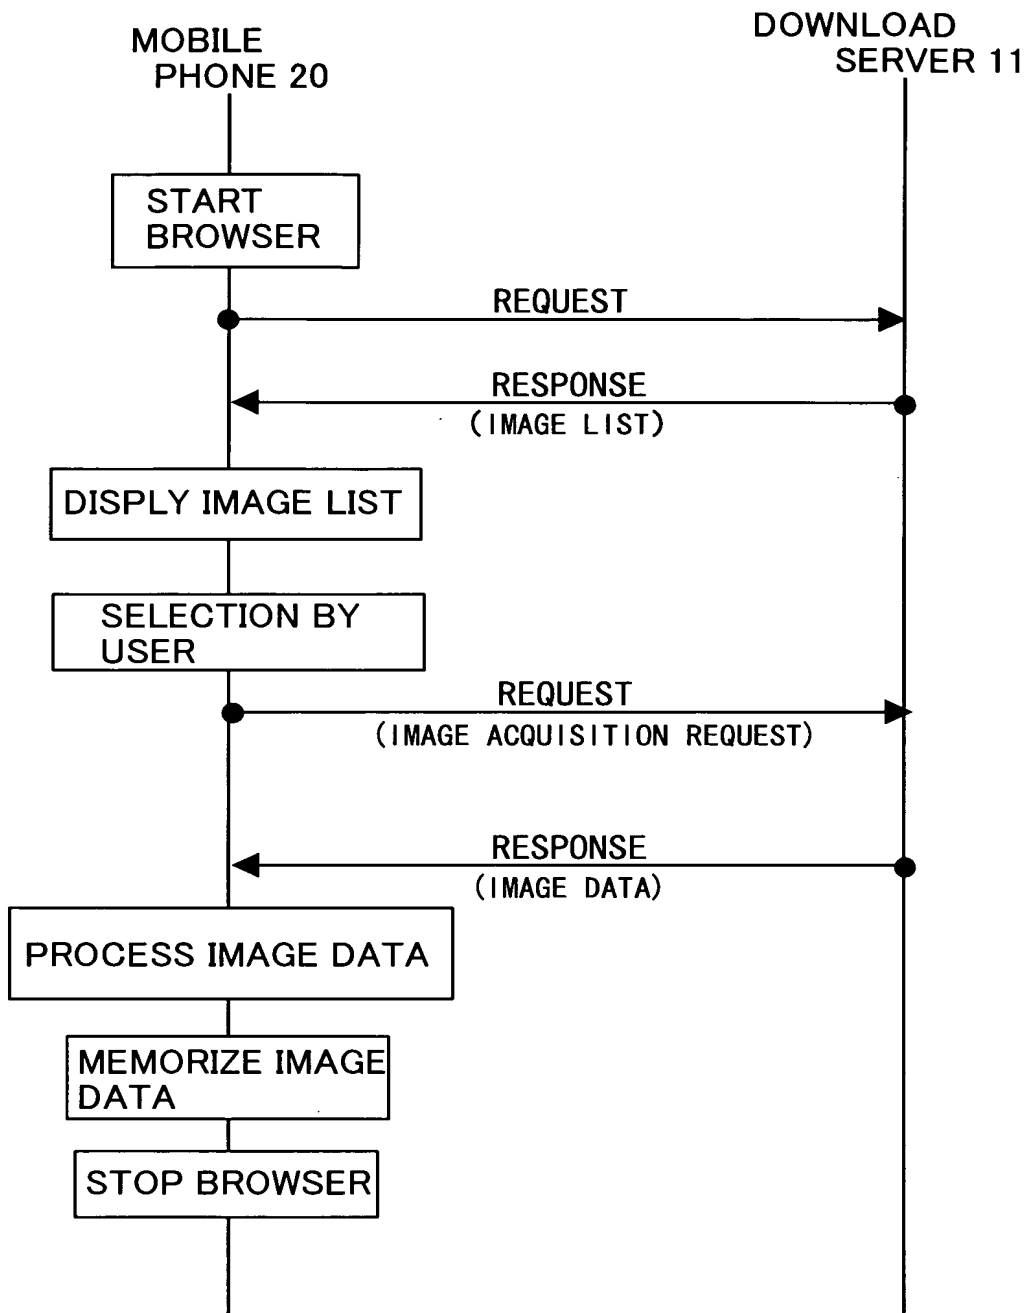 MOBILE
PHONE 20
DOWNLOAD
SERVER 11
START
BROWSER
REQUEST
RESPONSE
(IMAGE LIST)
DISPLY IMAGE LIST
SELECTION BY
USER
REQUEST
(IMAGE ACQUISITION REQUEST)
RESPONSE
(IMAGE DATA)
PROCESS IMAGE DATA
MEMORIZE IMAGE
DATA
STOP BROWSER